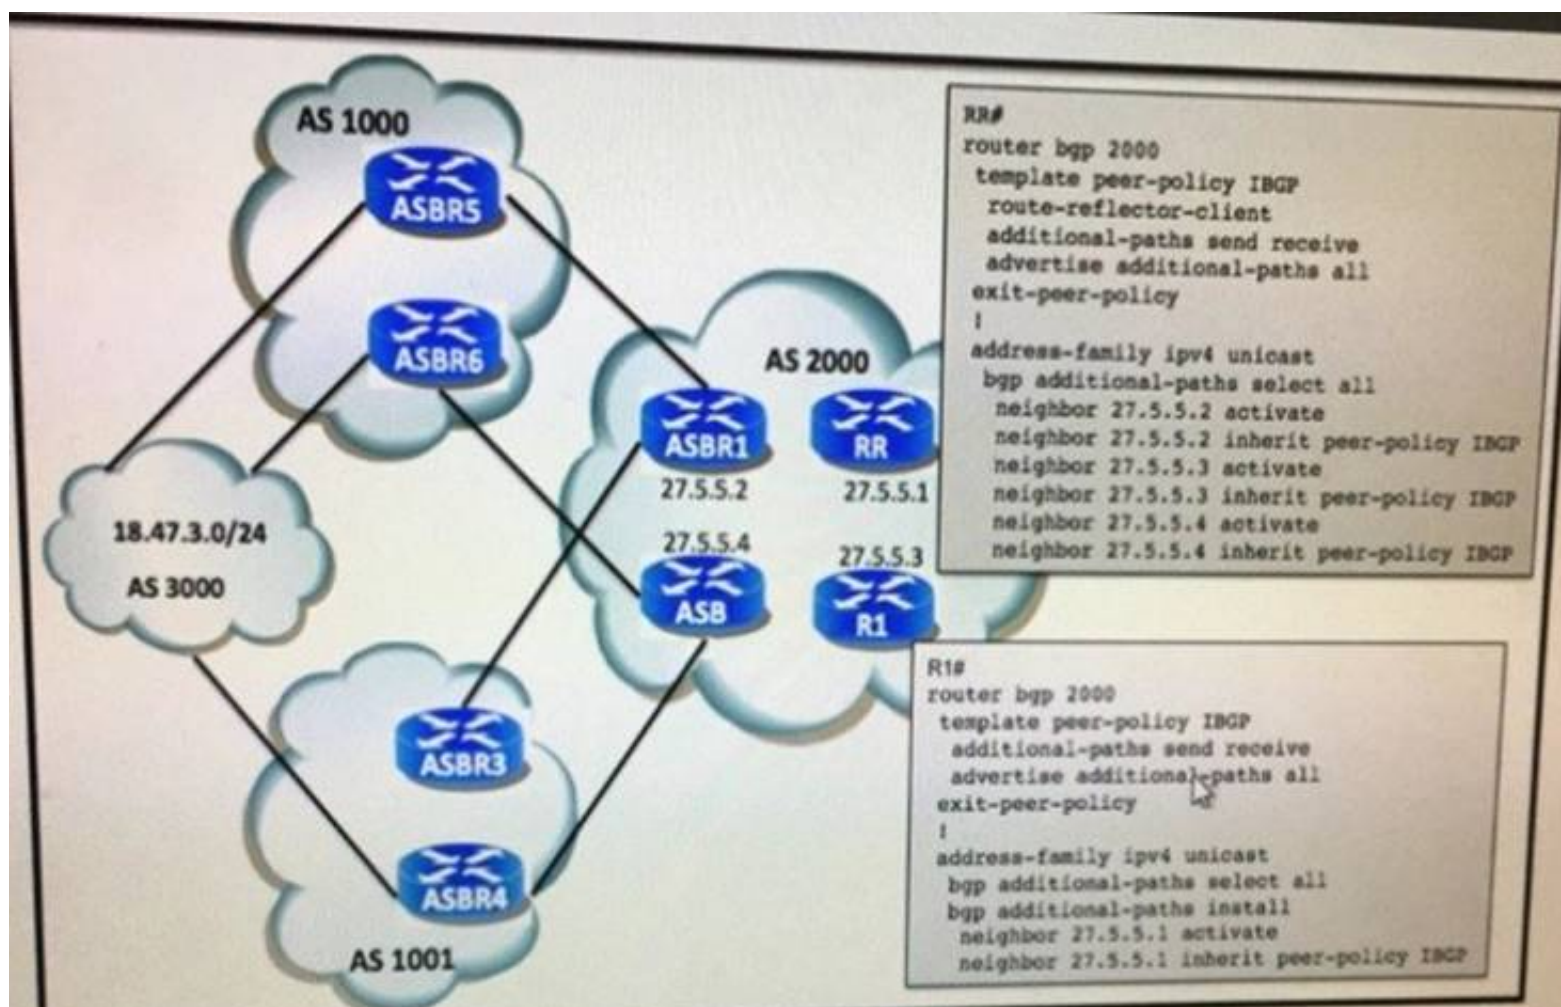 AS 1000
ASBR5
ASBR6
18.47.3.0/24
AS 3000
AS 2000
ASBR1
27.5.5.2
RR
27.5.5.1
27.5.5.4
ASB
27.5.5.3
R1
ASBR3
ASBR4
AS 1001
RR#
router bgp 2000
template peer-policy IBGP
route-reflector-client
additional-paths send receive
advertise additional-paths all
exit-peer-policy
!
address-family ipv4 unicast
bgp additional-paths select all
neighbor 27.5.5.2 activate
neighbor 27.5.5.2 inherit peer-policy IBGP
neighbor 27.5.5.3 activate
neighbor 27.5.5.3 inherit peer-policy IBGP
neighbor 27.5.5.4 activate
neighbor 27.5.5.4 inherit peer-policy IBGP
R1#
router bgp 2000
template peer-policy IBGP
additional-paths send receive
advertise additional-paths all
exit-peer-policy
!
address-family ipv4 unicast
bgp additional-paths select all
bgp additional-paths install
neighbor 27.5.5.1 activate
neighbor 27.5.5.1 inherit peer-policy IBGP